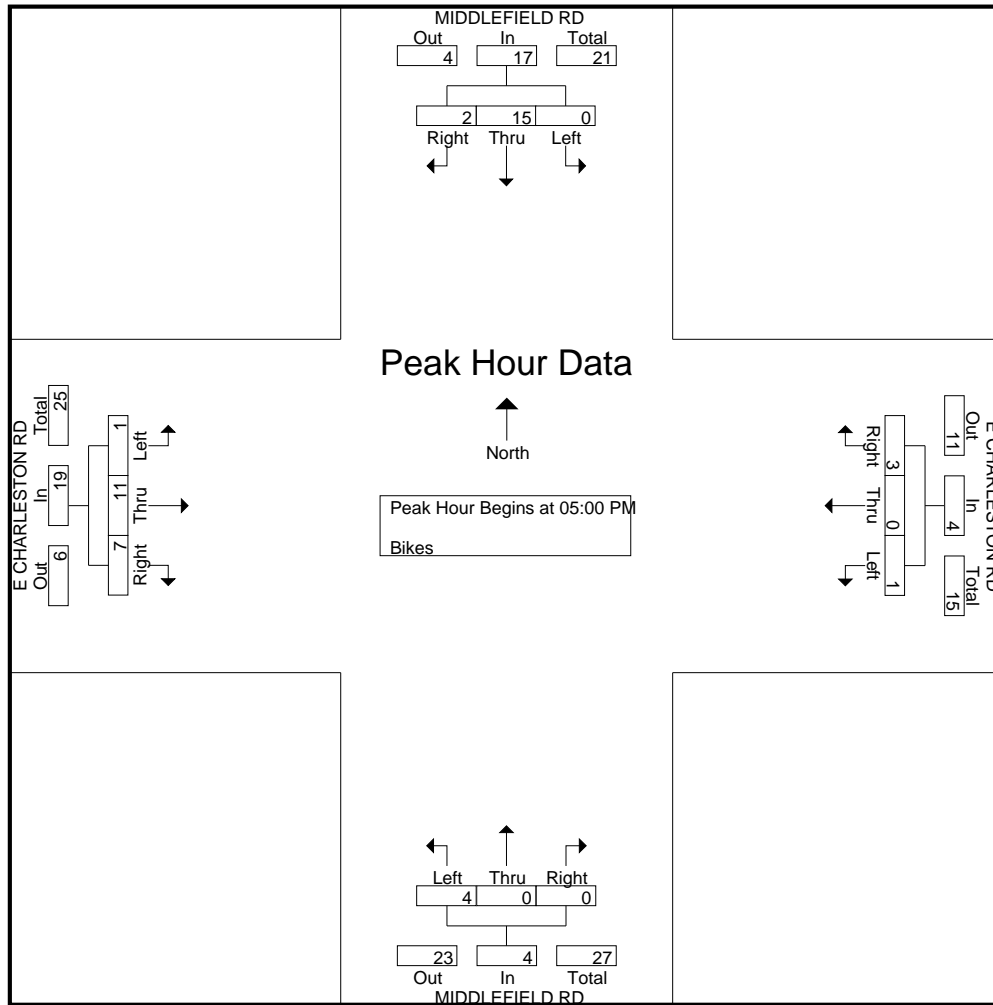 MIDDLEFIELD RD
Out In Total
4 17 21
2 15 0
Right Thru Left
Peak Hour Data
North
Peak Hour Begins at 05:00 PM
Bikes
E CHARLESTON RD
Out In Total
6 19 25
Right Thru Left
7 11 1
E CHARLESTON RD
Out In Total
11 4 15
Right Thru Left
3 0 1
Left Thru Right
4 0 0
23 4 27
Out In Total
MIDDLEFIELD RD